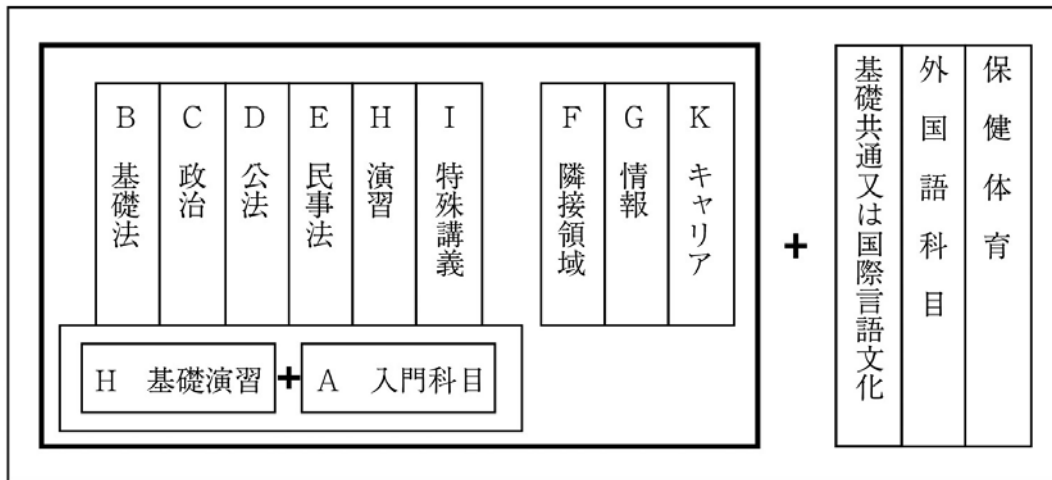 B 基礎法
C 政治
D 公法
E 民事法
H 演習
I 特殊講義
F 隣接領域
G 情報
K キャリア
H 基礎演習
+
A 入門科目
+
基礎共通又は国際言語文化
外国語科目
保健体育